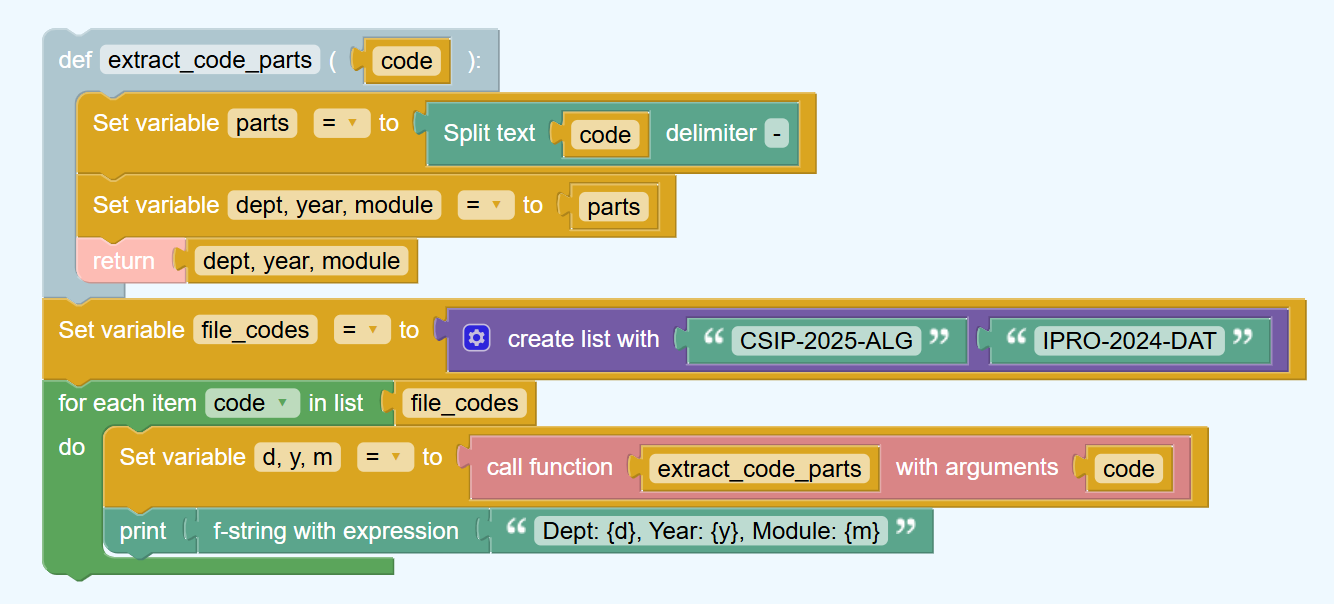 def extract_code_parts ( code ):
Set variable parts = to Split text code delimiter -
Set variable dept, year, module = to parts
return dept, year, module
Set variable file_codes = to create list with “ CSIP-2025-ALG ” “ IPRO-2024-DAT ”
for each item code in list file_codes
do Set variable d, y, m = to call function extract_code_parts with arguments code
print f-string with expression “ Dept: {d}, Year: {y}, Module: {m} ”